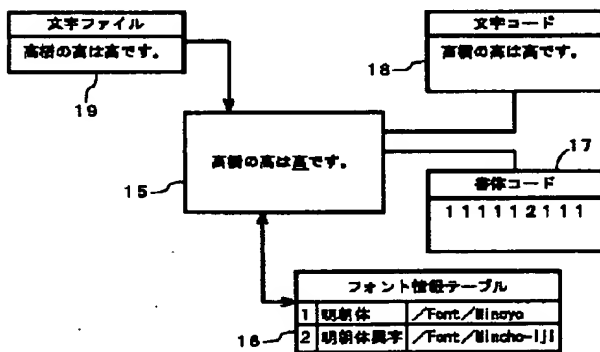 文字ファイル
高橋の高は高です。
19
文字コード
高橋の高は高です。
18
15
高橋の高は高です。
17
書体コード
111112111
フォント情報テーブル
1 明朝体 /Font/Mincyo
16
2 明朝体異字 /Font/Mincho-Iji